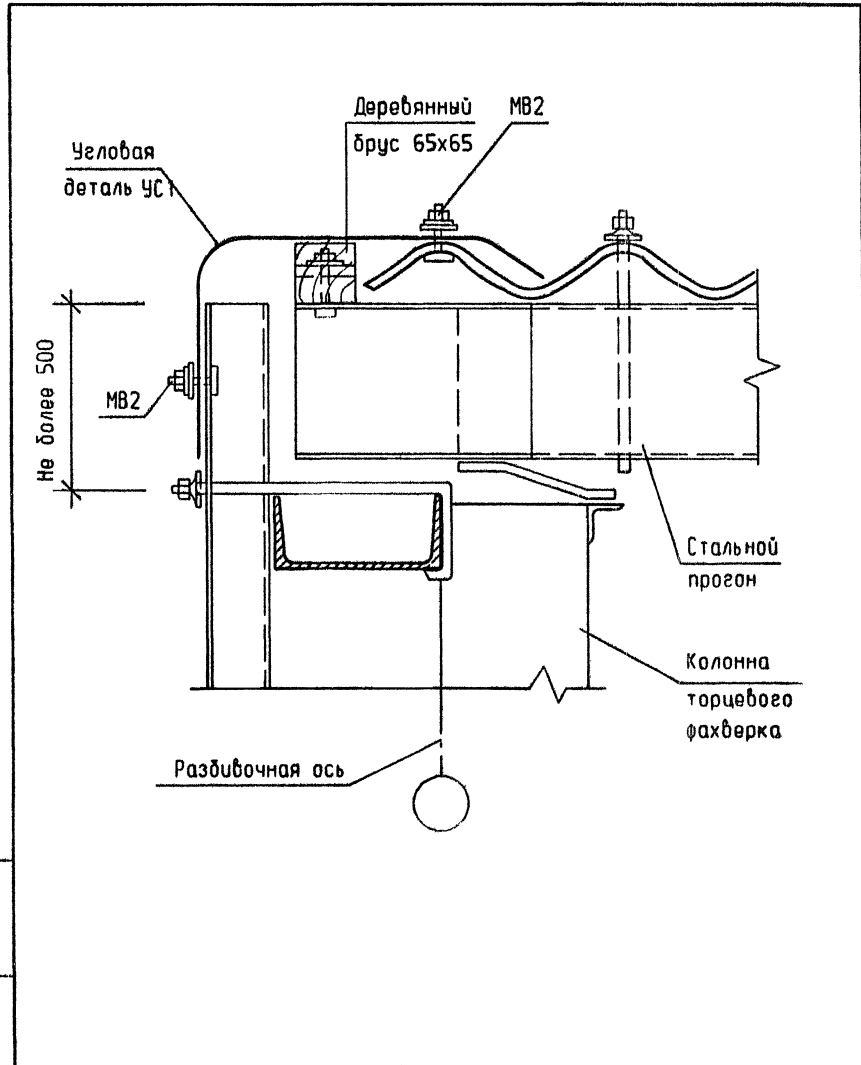 Деревянный
брус 65х65
МВ2
Угловая
деталь УС1
Не более 500
МВ2
Стальной
прогон
Колонна
торцевого
фахверка
Разбивочная ось